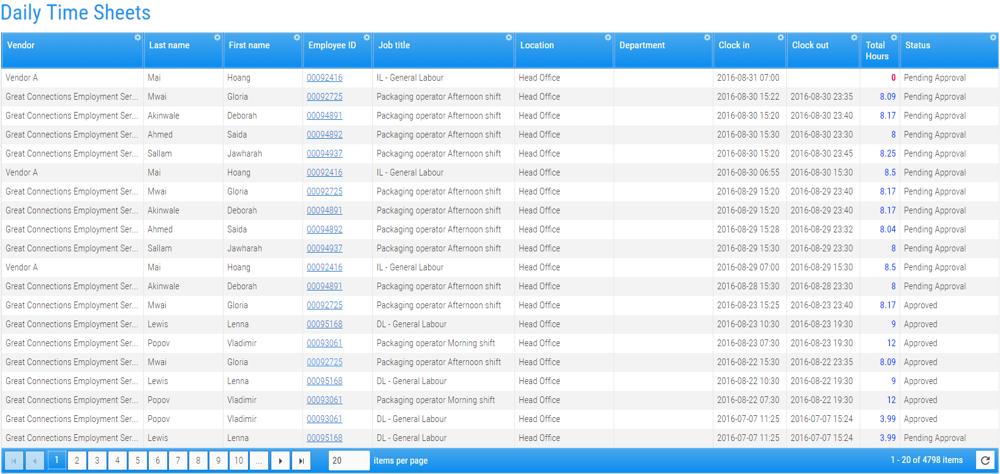 Daily Time Sheets
Vendor Last name First name Employee ID Job title Location Department Clock in Clock out Total Hours Status
Vendor A Mai Hoang 00092416 IL - General Labour Head Office 2016-08-31 07:00 0 Pending Approval
Great Connections Employment Ser... Mwai Gloria 00092725 Packaging operator Afternoon shift Head Office 2016-08-30 15:22 2016-08-30 23:35 8.09 Pending Approval
Great Connections Employment Ser... Akinwale Deborah 00094891 Packaging operator Afternoon shift Head Office 2016-08-30 15:20 2016-08-30 23:40 8.17 Pending Approval
Great Connections Employment Ser... Ahmed Saida 00094892 Packaging operator Afternoon shift Head Office 2016-08-30 15:30 2016-08-30 23:30 8 Pending Approval
Great Connections Employment Ser... Sallam Jawharah 00094937 Packaging operator Afternoon shift Head Office 2016-08-30 15:20 2016-08-30 23:45 8.25 Pending Approval
Vendor A Mai Hoang 00092416 IL - General Labour Head Office 2016-08-30 06:55 2016-08-30 15:30 8.5 Pending Approval
Great Connections Employment Ser... Mwai Gloria 00092725 Packaging operator Afternoon shift Head Office 2016-08-29 15:20 2016-08-29 23:40 8.17 Pending Approval
Great Connections Employment Ser... Akinwale Deborah 00094891 Packaging operator Afternoon shift Head Office 2016-08-29 15:20 2016-08-29 23:40 8.17 Pending Approval
Great Connections Employment Ser... Ahmed Saida 00094892 Packaging operator Afternoon shift Head Office 2016-08-29 15:28 2016-08-29 23:32 8.04 Pending Approval
Great Connections Employment Ser... Sallam Jawharah 00094937 Packaging operator Afternoon shift Head Office 2016-08-29 15:30 2016-08-29 23:30 8 Pending Approval
Vendor A Mai Hoang 00092416 IL - General Labour Head Office 2016-08-29 07:00 2016-08-29 15:30 8.5 Pending Approval
Great Connections Employment Ser... Akinwale Deborah 00094891 Packaging operator Afternoon shift Head Office 2016-08-28 15:30 2016-08-28 23:30 8 Pending Approval
Great Connections Employment Ser... Mwai Gloria 00092725 Packaging operator Afternoon shift Head Office 2016-08-23 15:25 2016-08-23 23:40 8.17 Approved
Great Connections Employment Ser... Lewis Lenna 00095168 DL - General Labour Head Office 2016-08-23 10:30 2016-08-23 19:30 9 Approved
Great Connections Employment Ser... Popov Vladimir 00093061 Packaging operator Morning shift Head Office 2016-08-23 07:30 2016-08-23 19:30 12 Approved
Great Connections Employment Ser... Mwai Gloria 00092725 Packaging operator Afternoon shift Head Office 2016-08-22 15:30 2016-08-22 23:35 8.09 Approved
Great Connections Employment Ser... Lewis Lenna 00095168 DL - General Labour Head Office 2016-08-22 10:30 2016-08-22 19:30 9 Approved
Great Connections Employment Ser... Popov Vladimir 00093061 Packaging operator Morning shift Head Office 2016-08-22 07:30 2016-08-22 19:30 12 Approved
Great Connections Employment Ser... Popov Vladimir 00093061 DL - General Labour Head Office 2016-07-07 11:25 2016-07-07 15:24 3.99 Approved
Great Connections Employment Ser... Lewis Lenna 00095168 DL - General Labour Head Office 2016-07-07 11:25 2016-07-07 15:24 3.99 Pending Approval
1 2 3 4 5 6 7 8 9 10 ... 20 items per page 1 - 20 of 4798 items